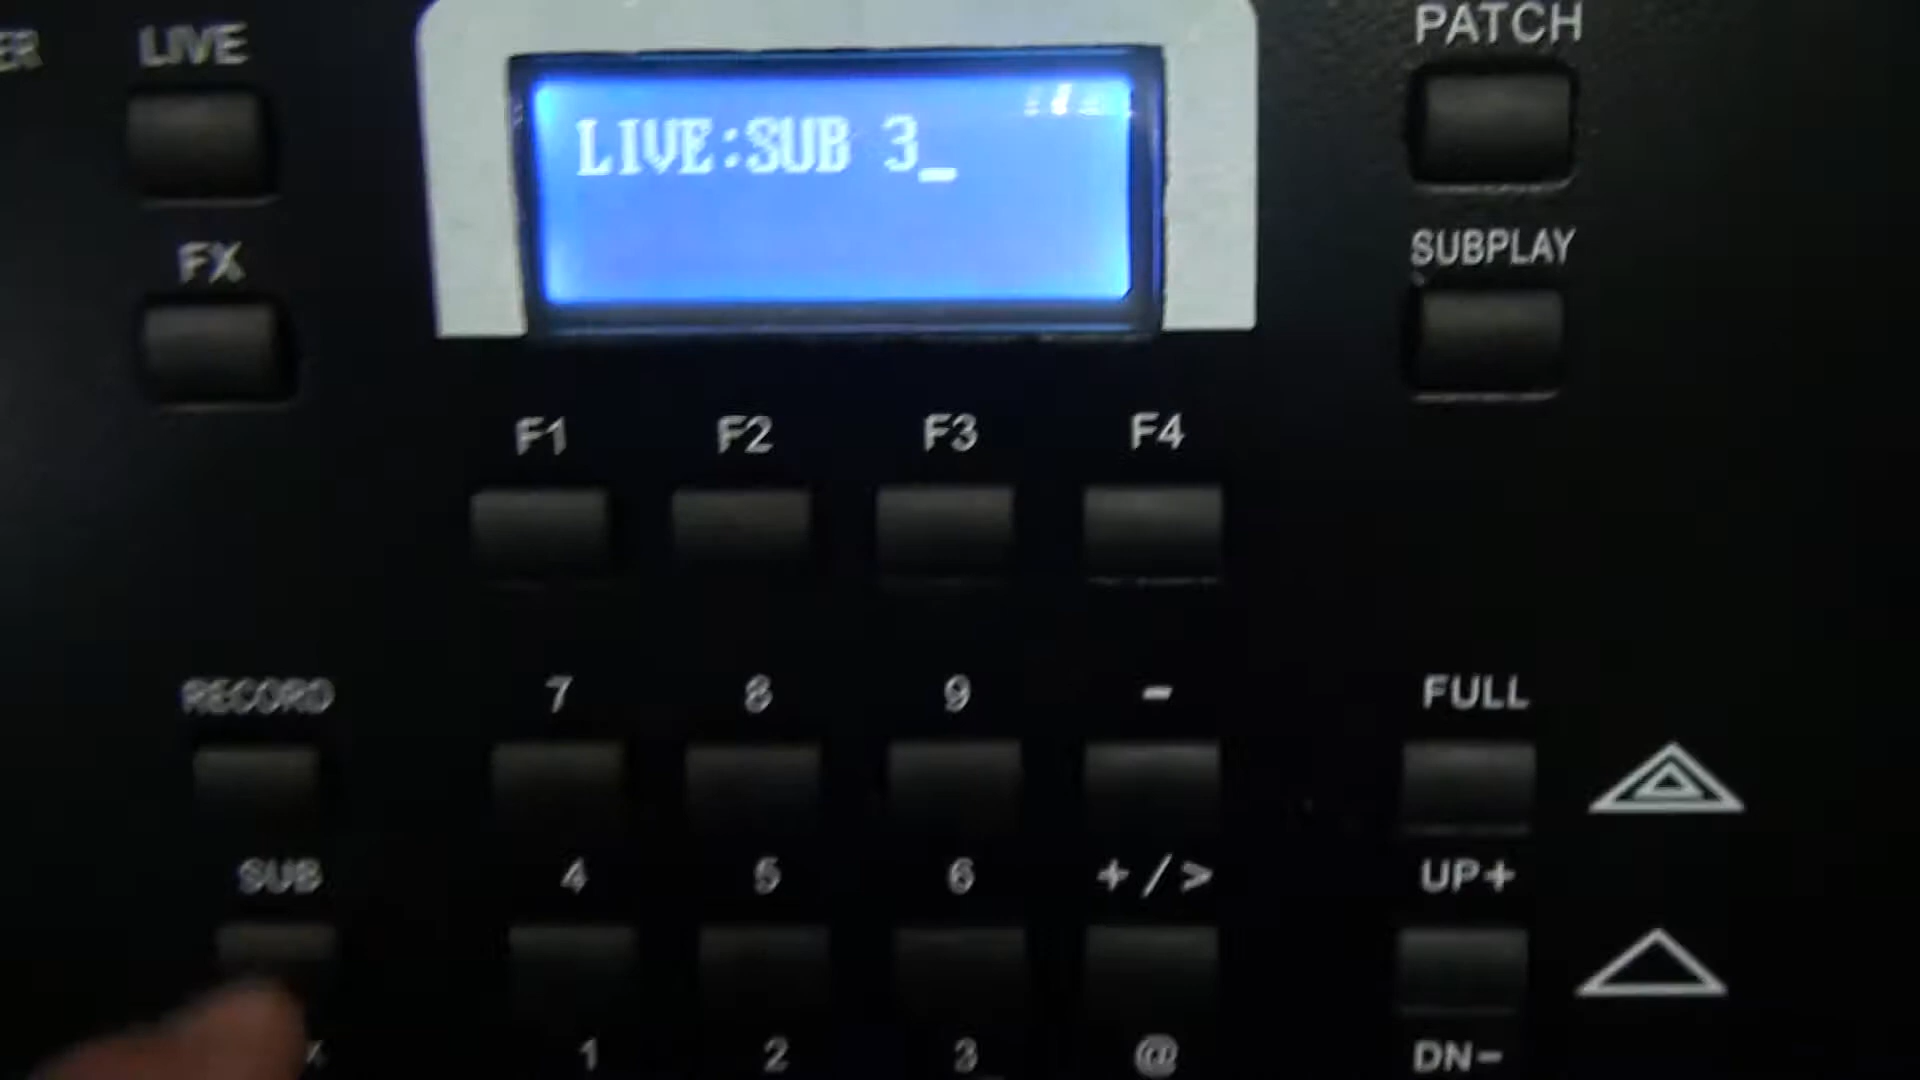 LIVE
PATCH
LIVE:SUB 3_
FX
SUBPLAY
F1 F2 F3 F4
RECORD 7 8 9 - FULL
SUB 4 5 6 +/> UP+
1 2 3 @ DN-